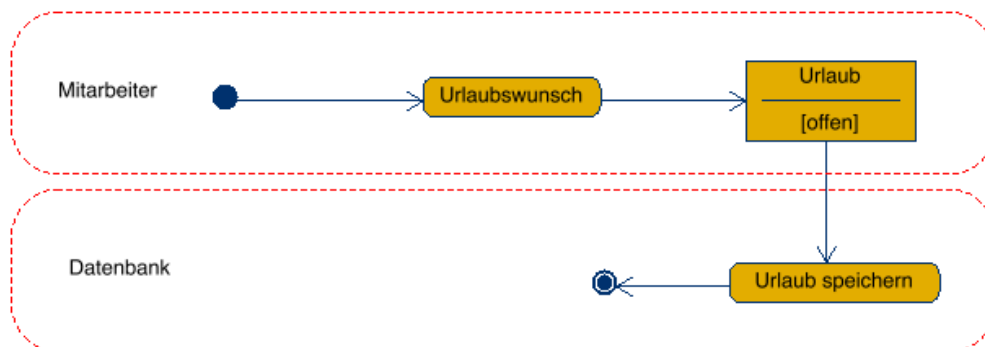 Mitarbeiter
Urlaubswunsch
Urlaub
[offen]
Datenbank
Urlaub speichern